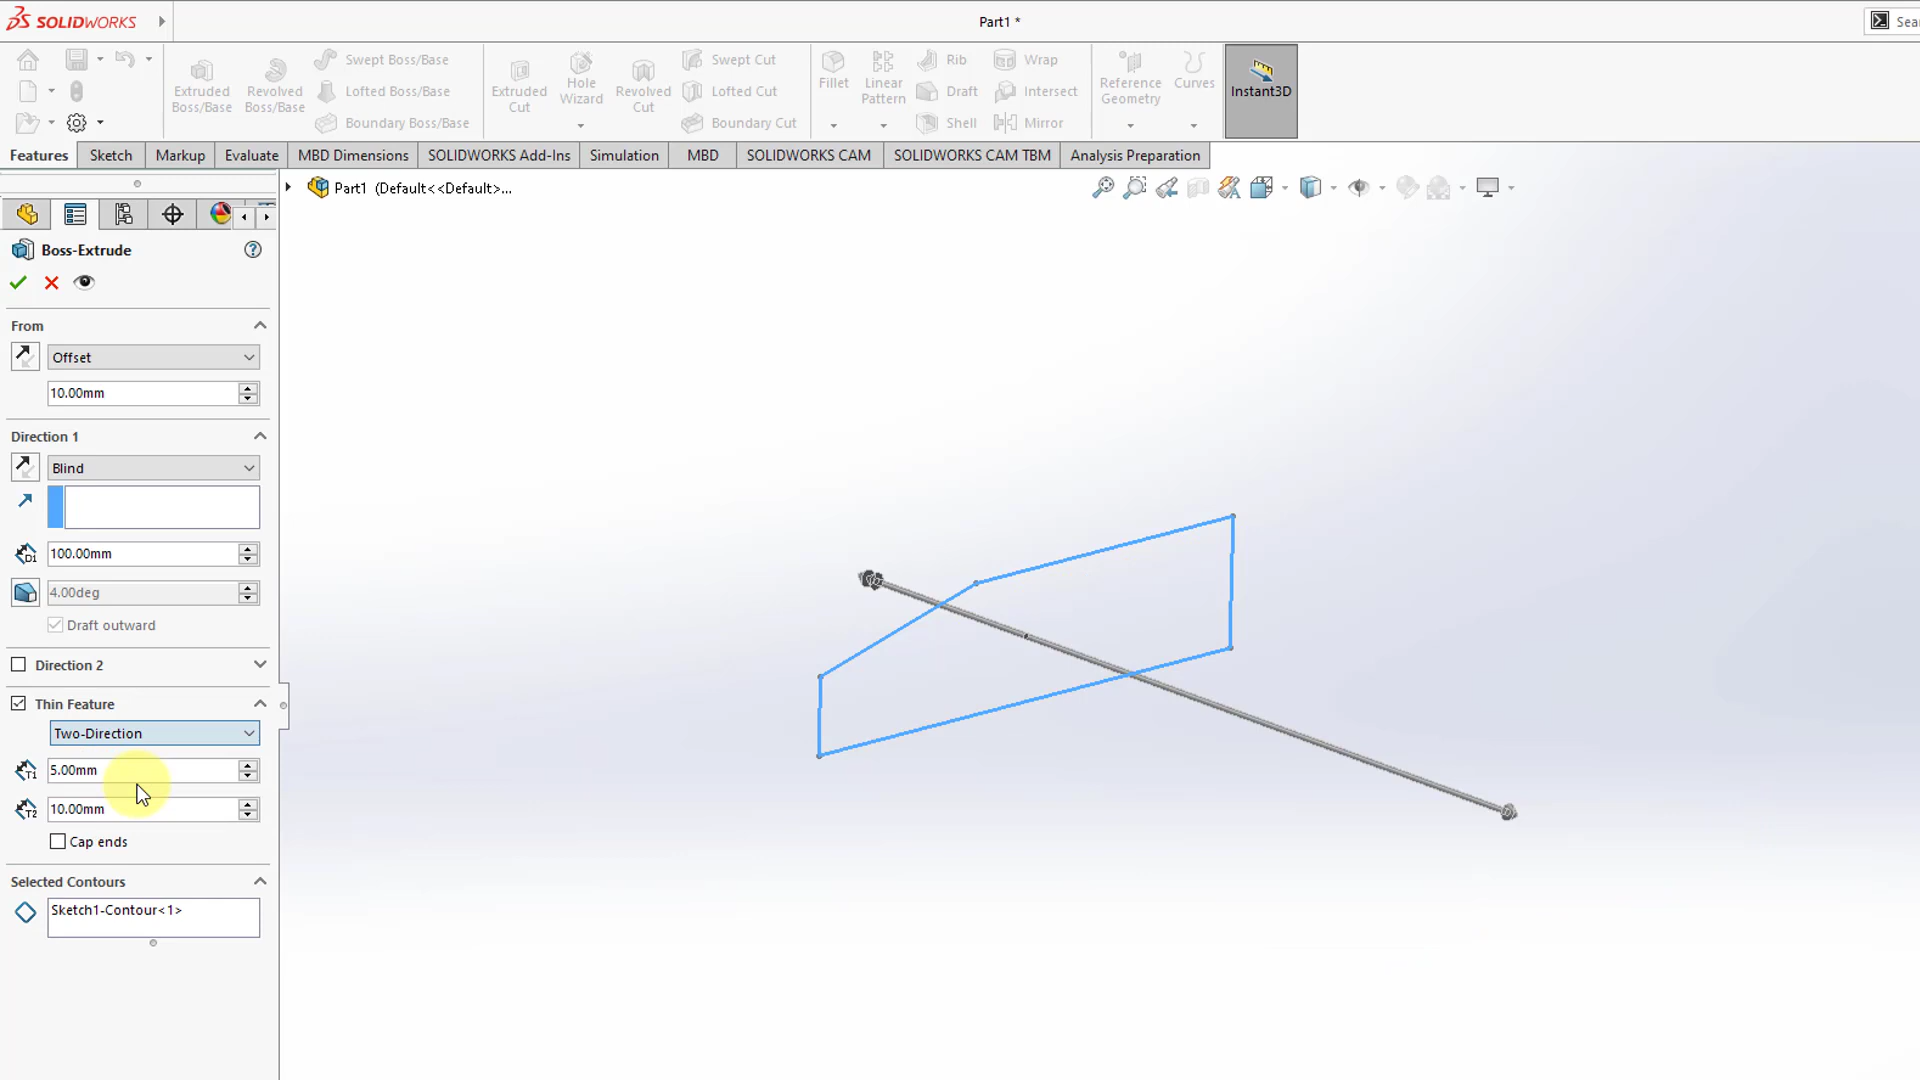 SOLIDWORKS
Part1 *
Sea
Extruded Boss/Base
Revolved Boss/Base
Swept Boss/Base
Lofted Boss/Base
Boundary Boss/Base
Extruded Cut
Hole Wizard
Revolved Cut
Swept Cut
Lofted Cut
Boundary Cut
Fillet
Linear Pattern
Rib
Draft
Shell
Wrap
Intersect
Mirror
Reference Geometry
Curves
Instant3D
Features
Sketch
Markup
Evaluate
MBD Dimensions
SOLIDWORKS Add-Ins
Simulation
MBD
SOLIDWORKS CAM
SOLIDWORKS CAM TBM
Analysis Preparation
Part1 (Default<<Default>...
Boss-Extrude
From
Offset
10.00mm
Direction 1
Blind
D1
100.00mm
4.00deg
Draft outward
Direction 2
Thin Feature
Two-Direction
T1
5.00mm
T2
10.00mm
Cap ends
Selected Contours
Sketch1-Contour<1>